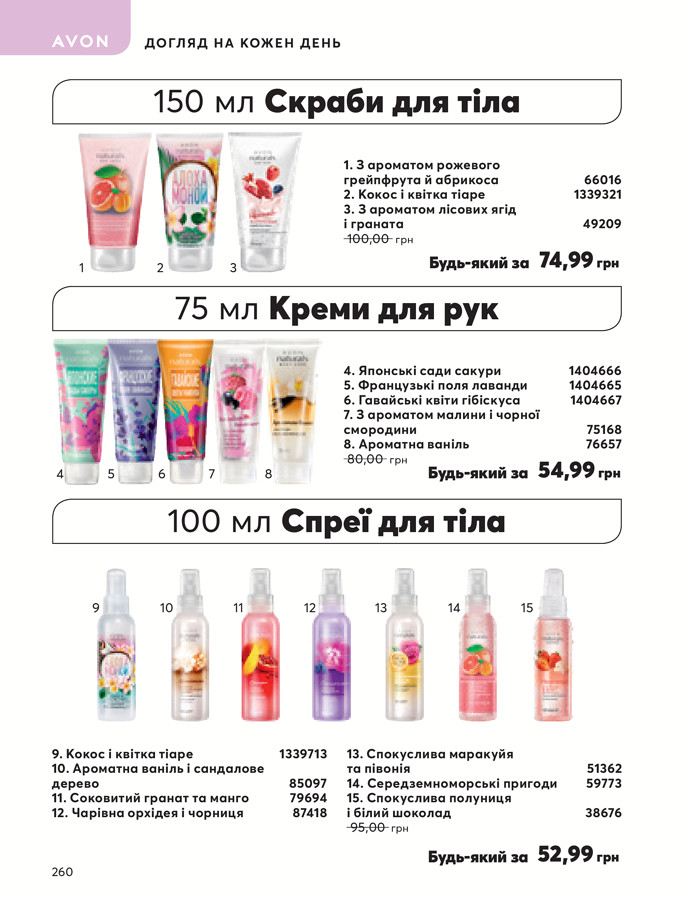 AVON
ДОГЛЯД НА КОЖЕН ДЕНЬ
150 мл Скраби для тіла
АЛОХА
МОНОЙ
1
2
3
1. З ароматом рожевого
грейпфрута й абрикоса 66016
2. Кокос і квітка тіаре 1339321
3. З ароматом лісових ягід
і граната 49209
100,00 грн
Будь-який за 74,99 грн
75 мл Креми для рук
naturals
ЯПОНСКИЕ
ГАВАЙСКИЕ
4
5
6
7
8
4. Японські сади сакури 1404666
5. Французькі поля лаванди 1404665
6. Гавайські квіти гібіскуса 1404667
7. З ароматом малини і чорної
смородини 75168
8. Ароматна ваніль 76657
80,00 грн
Будь-який за 54,99 грн
100 мл Спреї для тіла
9
10
11
12
13
14
15
9. Кокос і квітка тіаре 1339713
10. Ароматна ваніль і сандалове
дерево 85097
11. Соковитий гранат та манго 79694
12. Чарівна орхідея і чорниця 87418
13. Спокуслива маракуйя
та півонія 51362
14. Середземноморські пригоди 59773
15. Спокуслива полуниця
і білий шоколад 38676
95,00 грн
Будь-який за 52,99 грн
260